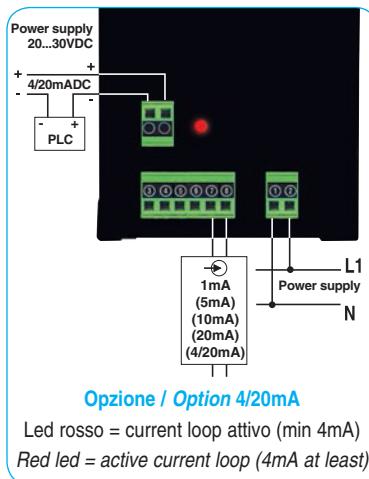 Power supply
20...30VDC
+
+
4/20mADC
-
-
- +
PLC
3 4 5 6 7 8
1 2
1mA
(5mA)
(10mA)
(20mA)
(4/20mA)
L1
Power supply
N
Opzione / Option 4/20mA
Led rosso = current loop attivo (min 4mA)
Red led = active current loop (4mA at least)